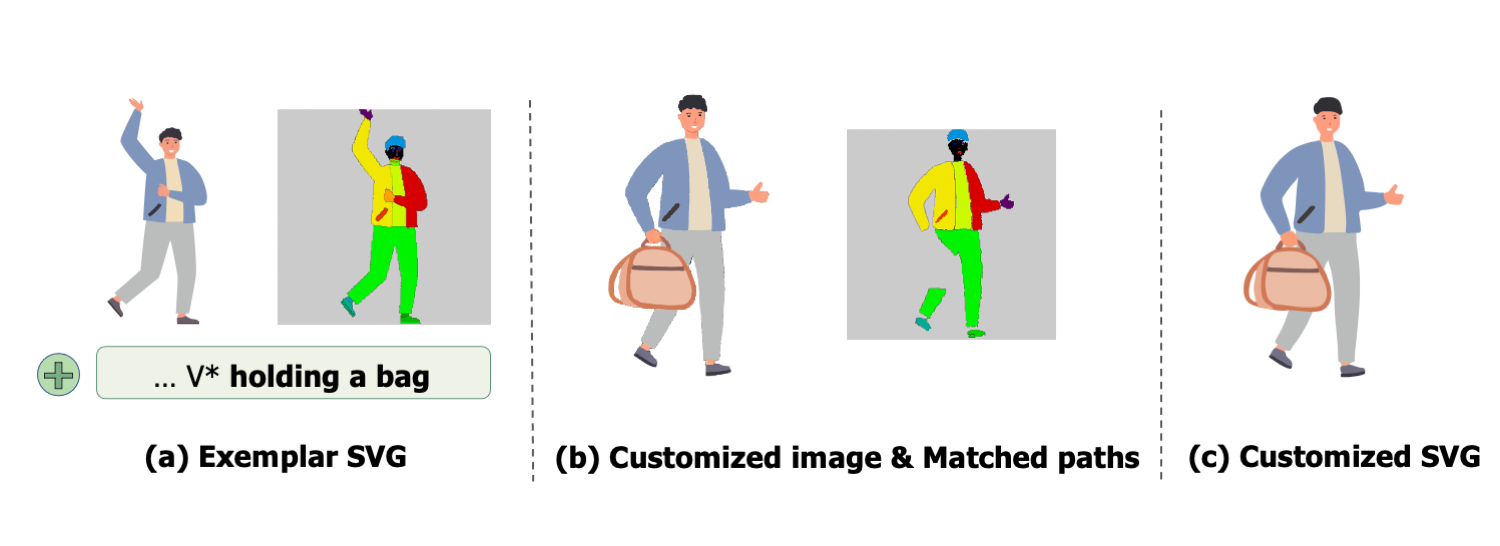 ... V* holding a bag
(a) Exemplar SVG
(b) Customized image & Matched paths
(c) Customized SVG